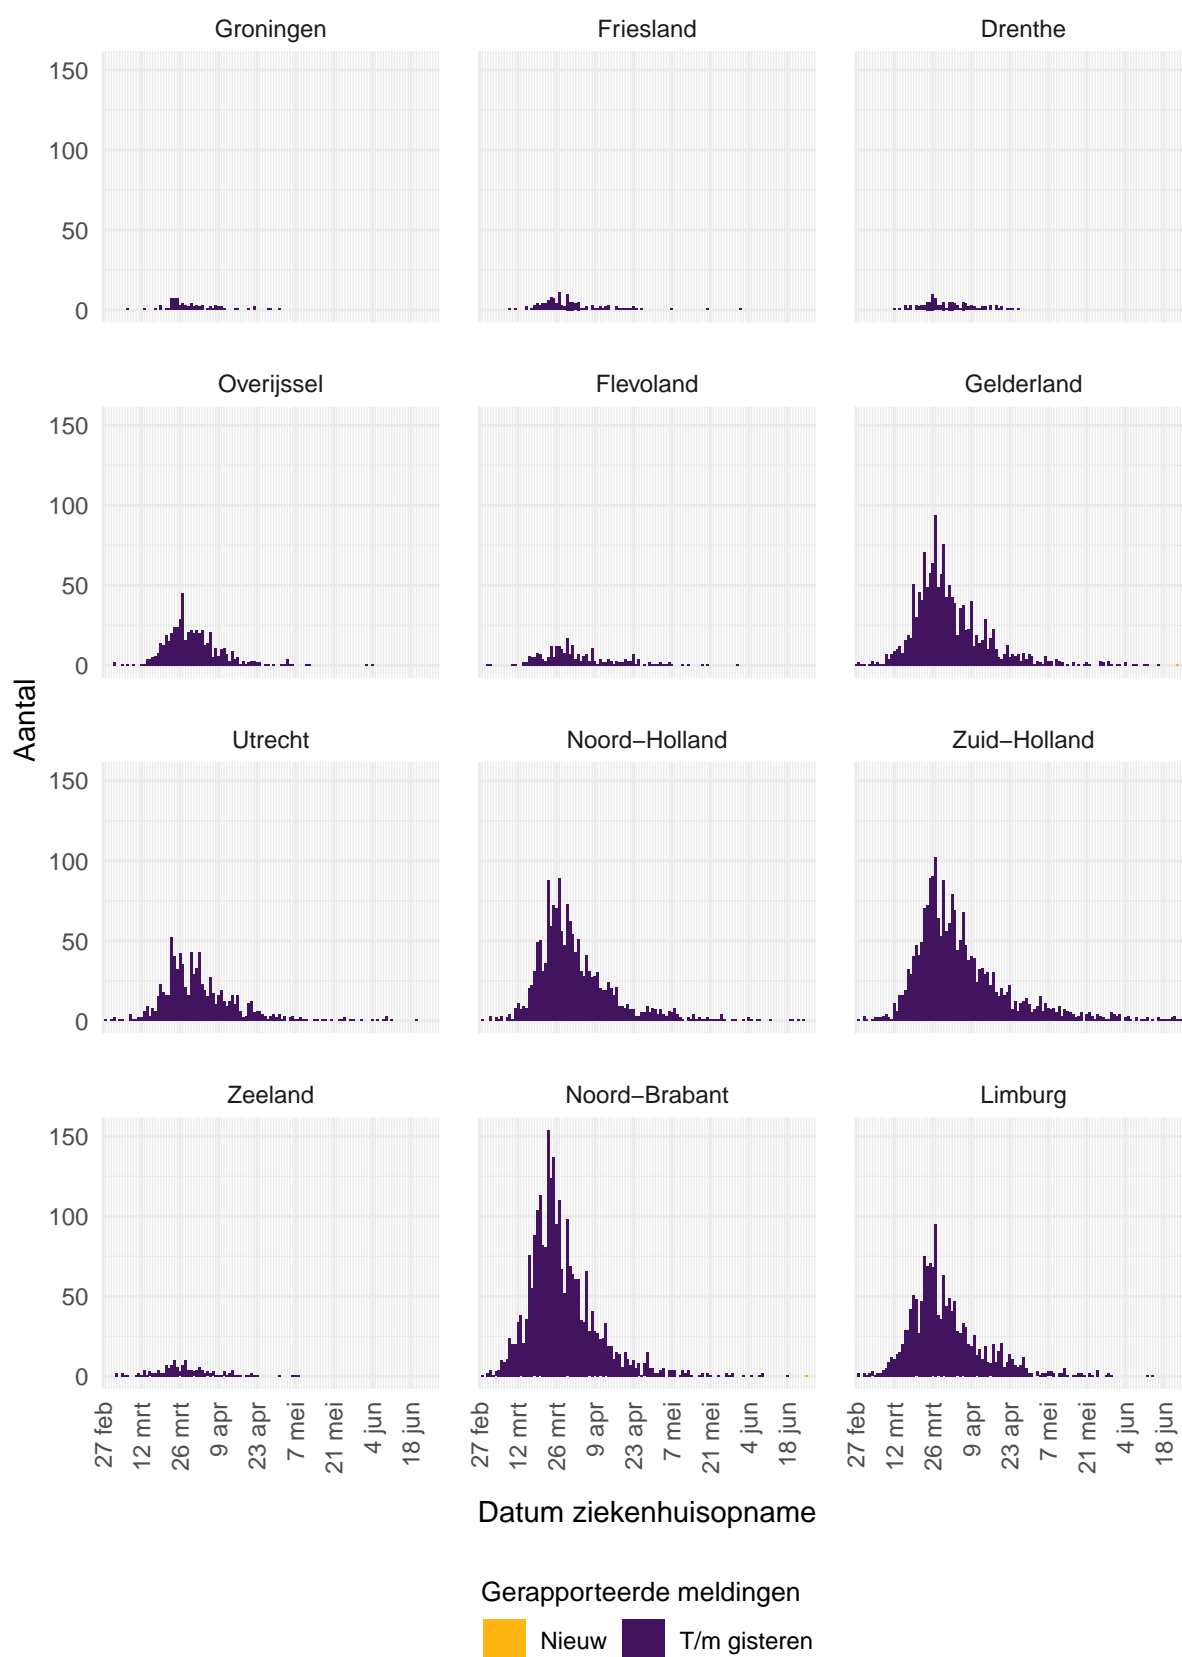 Groningen Friesland Drenthe
150
100
50
0
Overijssel Flevoland Gelderland
150
100
50
0
Aantal
Utrecht Noord−Holland Zuid−Holland
150
100
50
0
Zeeland Noord−Brabant Limburg
150
100
50
0
27 feb 12 mrt 26 mrt 9 apr 23 apr 7 mei 21 mei 4 jun 18 jun 27 feb 12 mrt 26 mrt 9 apr 23 apr 7 mei 21 mei 4 jun 18 jun 27 feb 12 mrt 26 mrt 9 apr 23 apr 7 mei 21 mei 4 jun 18 jun
Datum ziekenhuisopname
Gerapporteerde meldingen
Nieuw T/m gisteren